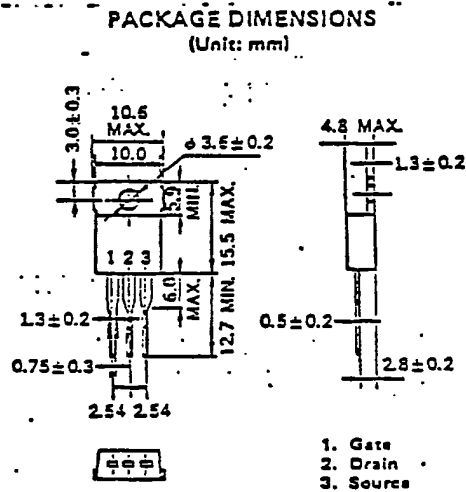 PACKAGE DIMENSIONS
(Unit: mm)
3.0±0.3
10.6
MAX.
10.0
ϕ 3.6±0.2
5.9
MIN.
15.5 MAX.
1 2 3
6.0
MAX.
12.7 MIN.
1.3±0.2
0.75±0.3
2.54 2.54
4.8 MAX.
1.3±0.2
0.5±0.2
2.8±0.2
1. Gate
2. Drain
3. Source